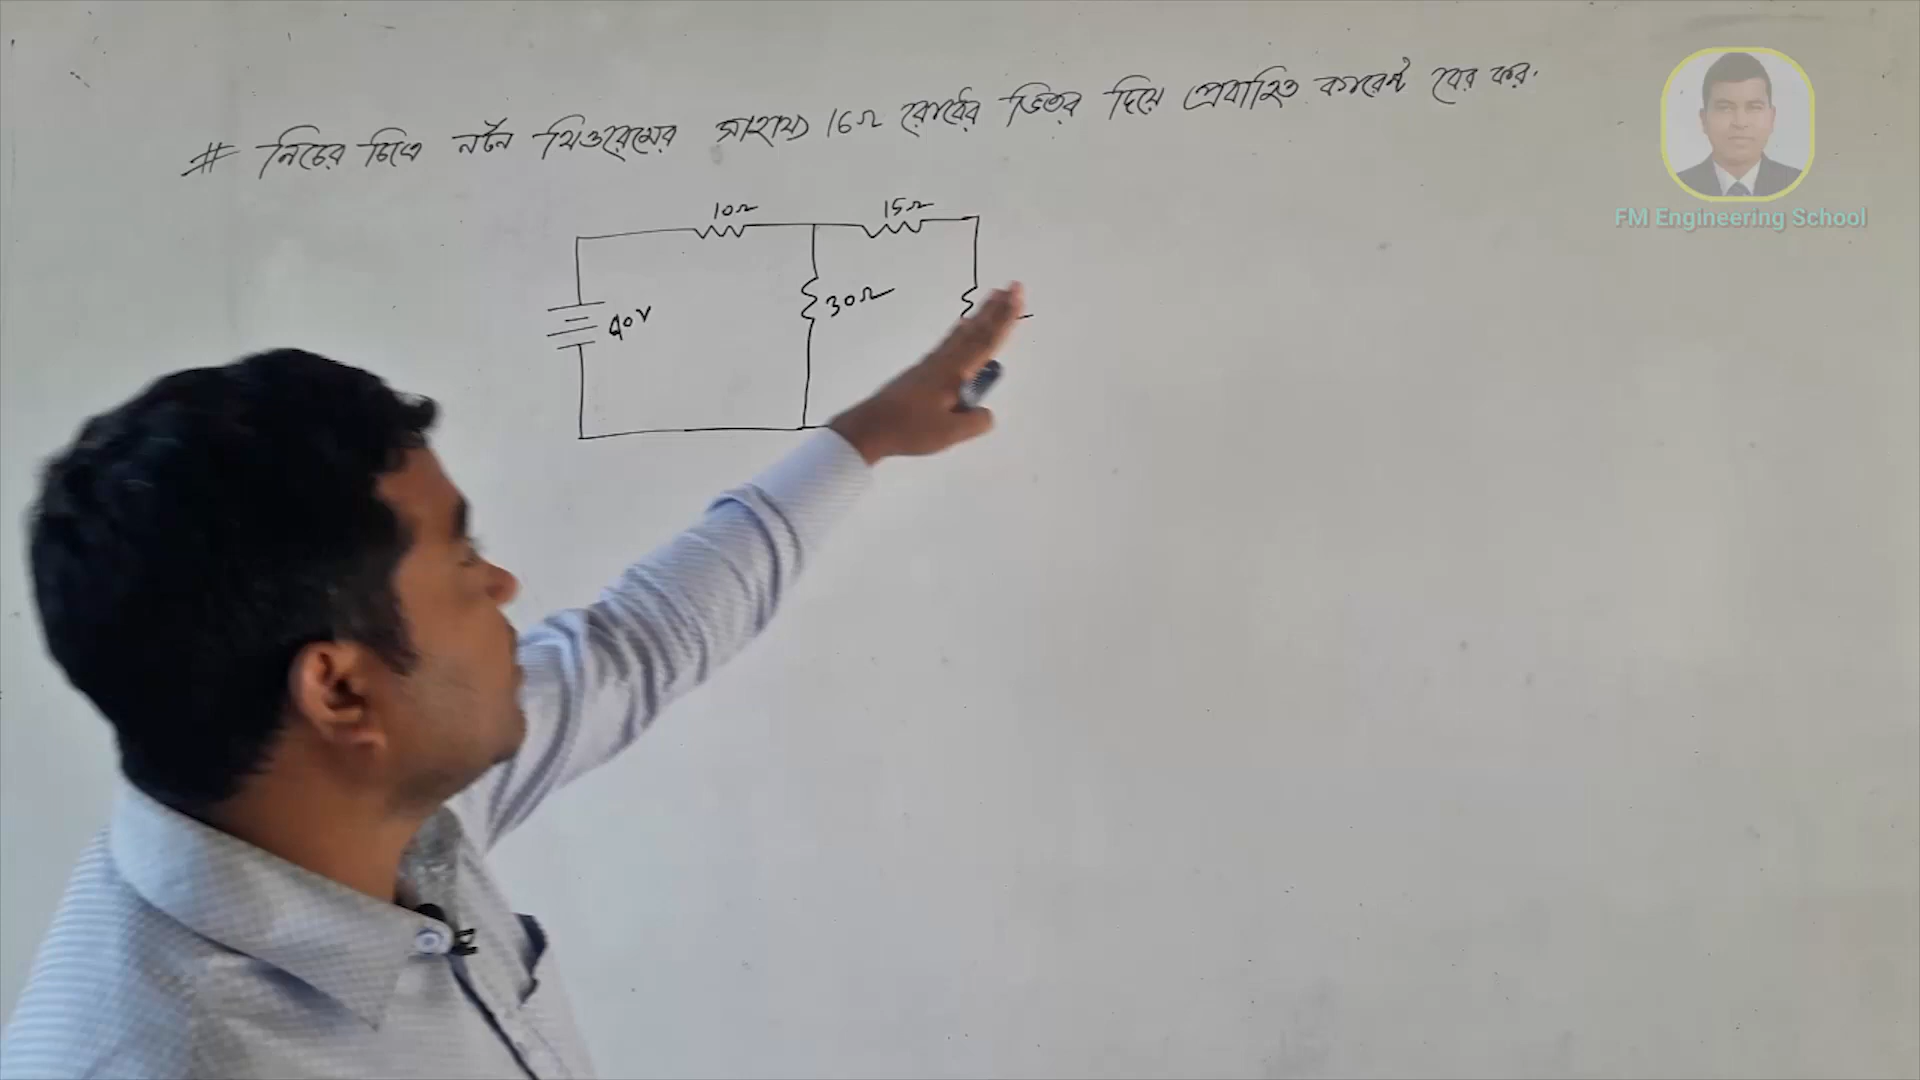 # নিচের চিত্রে নর্টন থিওরেমের সাহায্যে 16Ω রোধের ভিতর দিয়ে প্রবাহিত কারেন্ট বের কর.
FM Engineering School
10Ω
15Ω
30Ω
40V